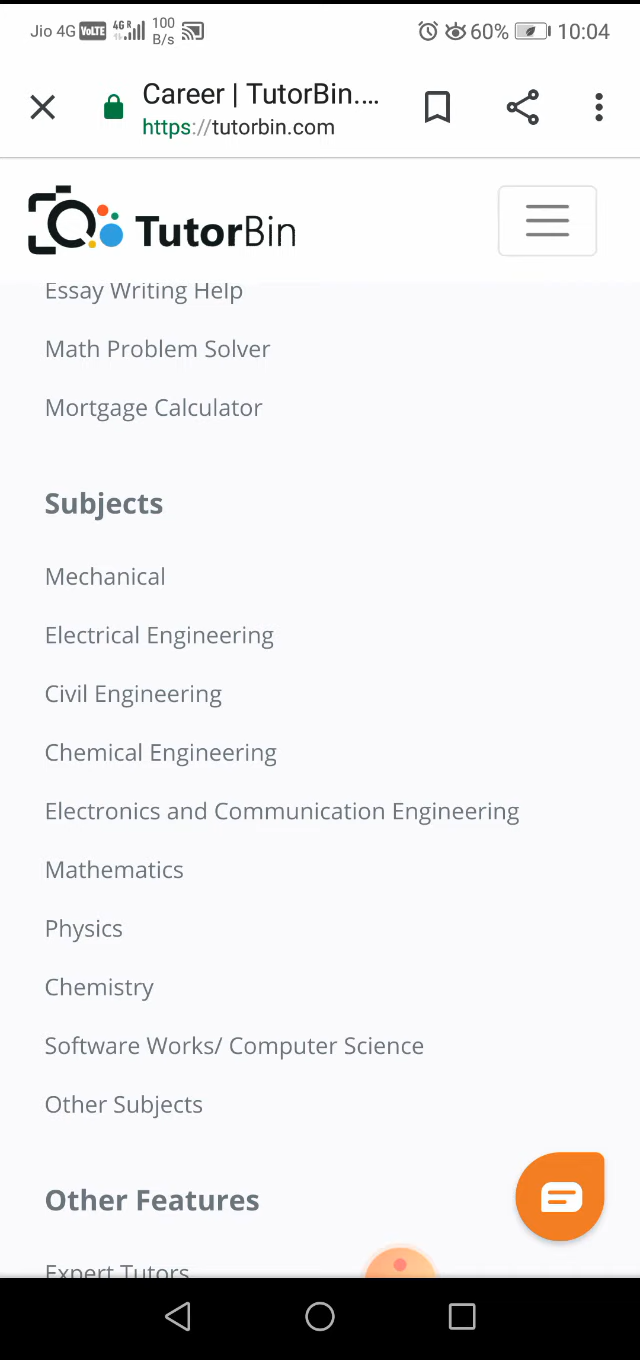 Jio 4G VoLTE 4G R 100 B/s 60% 10:04
Career | TutorBin....
https://tutorbin.com
TutorBin
Essay Writing Help
Math Problem Solver
Mortgage Calculator
Subjects
Mechanical
Electrical Engineering
Civil Engineering
Chemical Engineering
Electronics and Communication Engineering
Mathematics
Physics
Chemistry
Software Works/ Computer Science
Other Subjects
Other Features
Expert Tutors